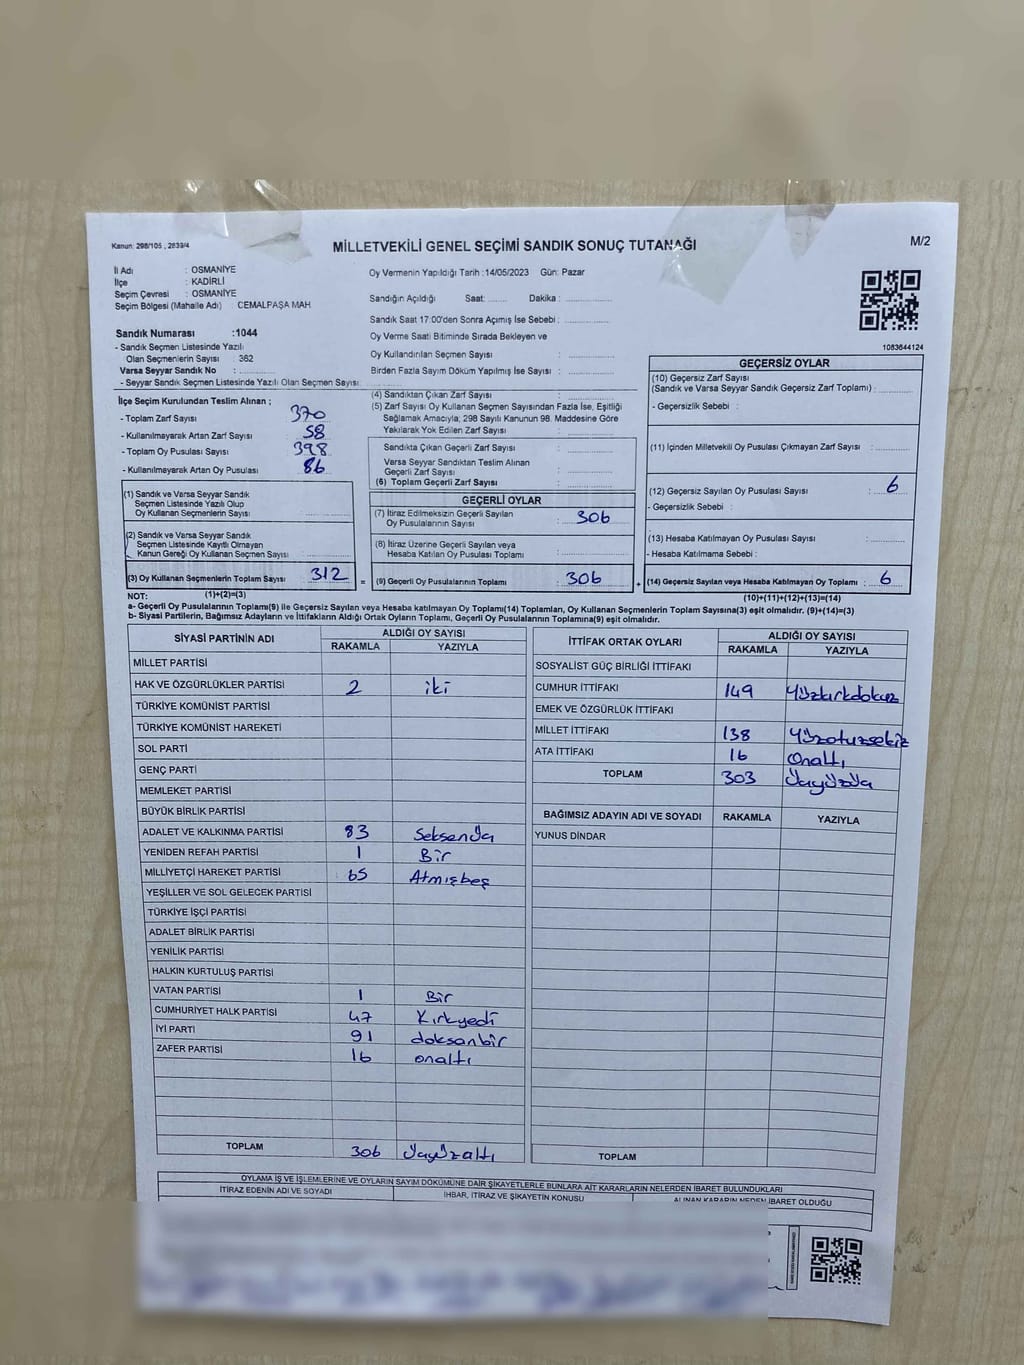 Kanun: 298/105 , 2839/4
MİLLETVEKİLİ GENEL SEÇİMİ SANDIK SONUÇ TUTANAĞI
M/2
İl Adı : OSMANİYE
İlçe : KADİRLİ
Seçim Çevresi : OSMANİYE
Seçim Bölgesi (Mahalle Adı) : CEMALPAŞA MAH
Sandık Numarası :1044
- Sandık Seçmen Listesinde Yazılı
Olan Seçmenlerin Sayısı : 362
Varsa Seyyar Sandık No :
- Seyyar Sandık Seçmen Listesinde Yazılı Olan Seçmen Sayısı:
Oy Vermenin Yapıldığı Tarih :14/05/2023 Gün: Pazar
Sandığın Açıldığı Saat: ........ Dakika : ....................
Sandık Saat 17:00'den Sonra Açılmış İse Sebebi : ..............
Oy Verme Saati Bitiminde Sırada Bekleyen ve
Oy Kullandırılan Seçmen Sayısı : ....................
Birden Fazla Sayım Döküm Yapılmış İse Sayısı : ....................
1083644124
İlçe Seçim Kurulundan Teslim Alınan ;
- Toplam Zarf Sayısı : 370
- Kullanılmayarak Artan Zarf Sayısı : 58
- Toplam Oy Pusulası Sayısı : 398
- Kullanılmayarak Artan Oy Pusulası : 86
(1) Sandık ve Varsa Seyyar Sandık
Seçmen Listesinde Yazılı Olup
Oy Kullanan Seçmenlerin Sayısı :
(2) Sandık ve Varsa Seyyar Sandık
Seçmen Listesinde Kayıtlı Olmayan
Kanun Gereği Oy Kullanan Seçmen Sayısı :
(3) Oy Kullanan Seçmenlerin Toplam Sayısı : 312
(1)+(2)=(3)
(4) Sandıktan Çıkan Zarf Sayısı :
(5) Zarf Sayısı Oy Kullanan Seçmen Sayısından Fazla İse, Eşitliği
Sağlamak Amacıyla; 298 Sayılı Kanunun 98. Maddesine Göre
Yakılarak Yok Edilen Zarf Sayısı :
Sandıkta Çıkan Geçerli Zarf Sayısı :
Varsa Seyyar Sandıktan Teslim Alınan
Geçerli Zarf Sayısı :
(6) Toplam Geçerli Zarf Sayısı :
GEÇERLİ OYLAR
(7) İtiraz Edilmeksizin Geçerli Sayılan
Oy Pusulalarının Sayısı : 306
(8) İtiraz Üzerine Geçerli Sayılan veya
Hesaba Katılan Oy Pusulası Toplamı :
= (9) Geçerli Oy Pusulalarının Toplamı : 306 +
GEÇERSİZ OYLAR
(10) Geçersiz Zarf Sayısı
(Sandık ve Varsa Seyyar Sandık Geçersiz Zarf Toplamı) :
- Geçersizlik Sebebi :
(11) İçinden Milletvekili Oy Pusulası Çıkmayan Zarf Sayısı :
(12) Geçersiz Sayılan Oy Pusulası Sayısı : 6
- Geçersizlik Sebebi :
(13) Hesaba Katılmayan Oy Pusulası Sayısı :
- Hesaba Katılmama Sebebi :
(14) Geçersiz Sayılan veya Hesaba Katılmayan Oy Toplamı : 6
(10)+(11)+(12)+(13)=(14)
NOT:
a- Geçerli Oy Pusulalarının Toplamı(9) ile Geçersiz Sayılan veya Hesaba katılmayan Oy Toplamı(14) Toplamları, Oy Kullanan Seçmenlerin Toplam Sayısına(3) eşit olmalıdır. (9)+(14)=(3)
b- Siyasi Partilerin, Bağımsız Adayların ve İttifakların Aldığı Ortak Oyların Toplamı, Geçerli Oy Pusulalarının Toplamına(9) eşit olmalıdır.
SİYASİ PARTİNİN ADI ALDIĞI OY SAYISI
RAKAMLA YAZIYLA
MİLLET PARTİSİ
HAK VE ÖZGÜRLÜKLER PARTİSİ 2 iki
TÜRKİYE KOMÜNİST PARTİSİ
TÜRKİYE KOMÜNİST HAREKETİ
SOL PARTİ
GENÇ PARTİ
MEMLEKET PARTİSİ
BÜYÜK BİRLİK PARTİSİ
ADALET VE KALKINMA PARTİSİ 83 Seksenüç
YENİDEN REFAH PARTİSİ 1 Bir
MİLLİYETÇİ HAREKET PARTİSİ 65 Atmışbeş
YEŞİLLER VE SOL GELECEK PARTİSİ
TÜRKİYE İŞÇİ PARTİSİ
ADALET BİRLİK PARTİSİ
YENİLİK PARTİSİ
HALKIN KURTULUŞ PARTİSİ
VATAN PARTİSİ 1 Bir
CUMHURİYET HALK PARTİSİ 47 Kırkyedi
İYİ PARTİ 91 doksanbir
ZAFER PARTİSİ 16 onaltı
TOPLAM 306 üçyüzaltı
İTTİFAK ORTAK OYLARI ALDIĞI OY SAYISI
RAKAMLA YAZIYLA
SOSYALİST GÜÇ BİRLİĞİ İTTİFAKI
CUMHUR İTTİFAKI 149 Yüzkırkdokuz
EMEK VE ÖZGÜRLÜK İTTİFAKI
MİLLET İTTİFAKI 138 Yüzotuzsekiz
ATA İTTİFAKI 16 Onaltı
TOPLAM 303 üçyüzüç
BAĞIMSIZ ADAYIN ADI VE SOYADI RAKAMLA YAZIYLA
YUNUS DİNDAR
TOPLAM
OYLAMA İŞ VE İŞLEMLERİNE VE OYLARIN SAYIM DÖKÜMÜNE DAİR ŞİKAYETLERLE BUNLARA AİT KARARLARIN NELERDEN İBARET BULUNDUKLARI
İTİRAZ EDENİN ADI VE SOYADI İHBAR, İTİRAZ VE ŞİKAYETİN KONUSU ALINAN KARARIN NEDEN İBARET OLDUĞU